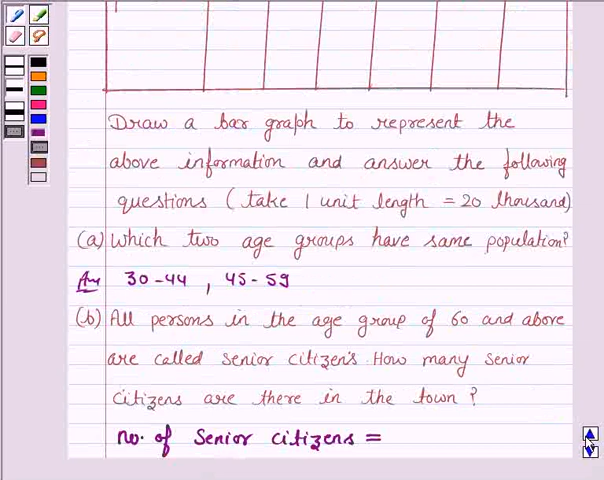 Draw a bar graph to represent the
above information and answer the following
questions (take 1 unit length = 20 thousand)
(a) Which two age groups have same population?
Ans 30-44, 45-59
(b) All persons in the age group of 60 and above
are called senior citizens. How many senior
citizens are there in the town?
no. of Senior citizens =